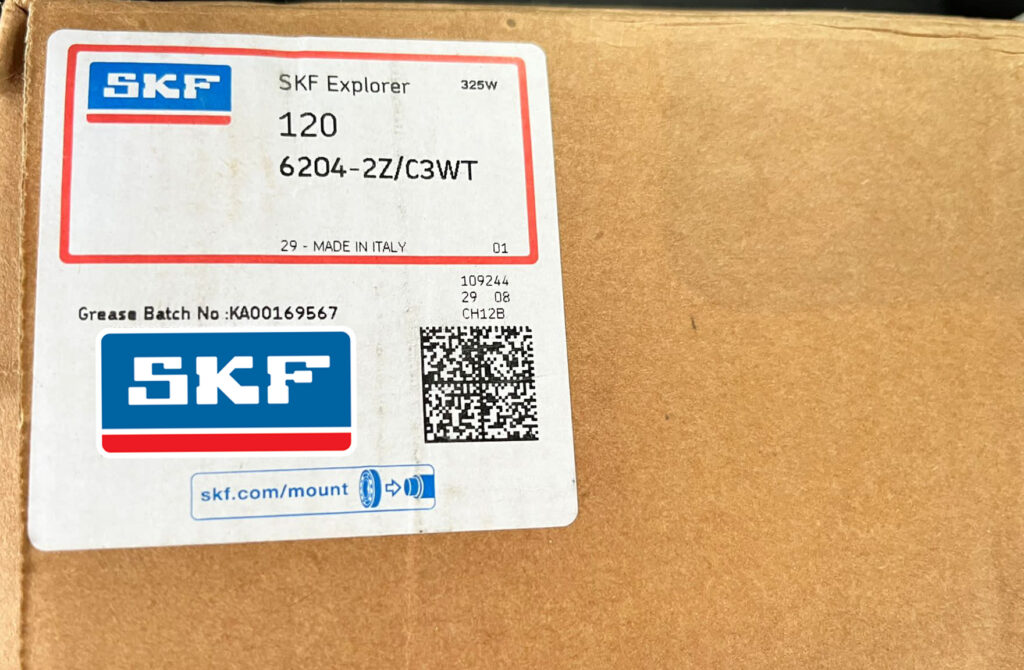 SKF
SKF Explorer 325W
120
6204-2Z/C3WT
29 - MADE IN ITALY 01
109244
29 08
CH12B
Grease Batch No :KA00169567
SKF
skf.com/mount